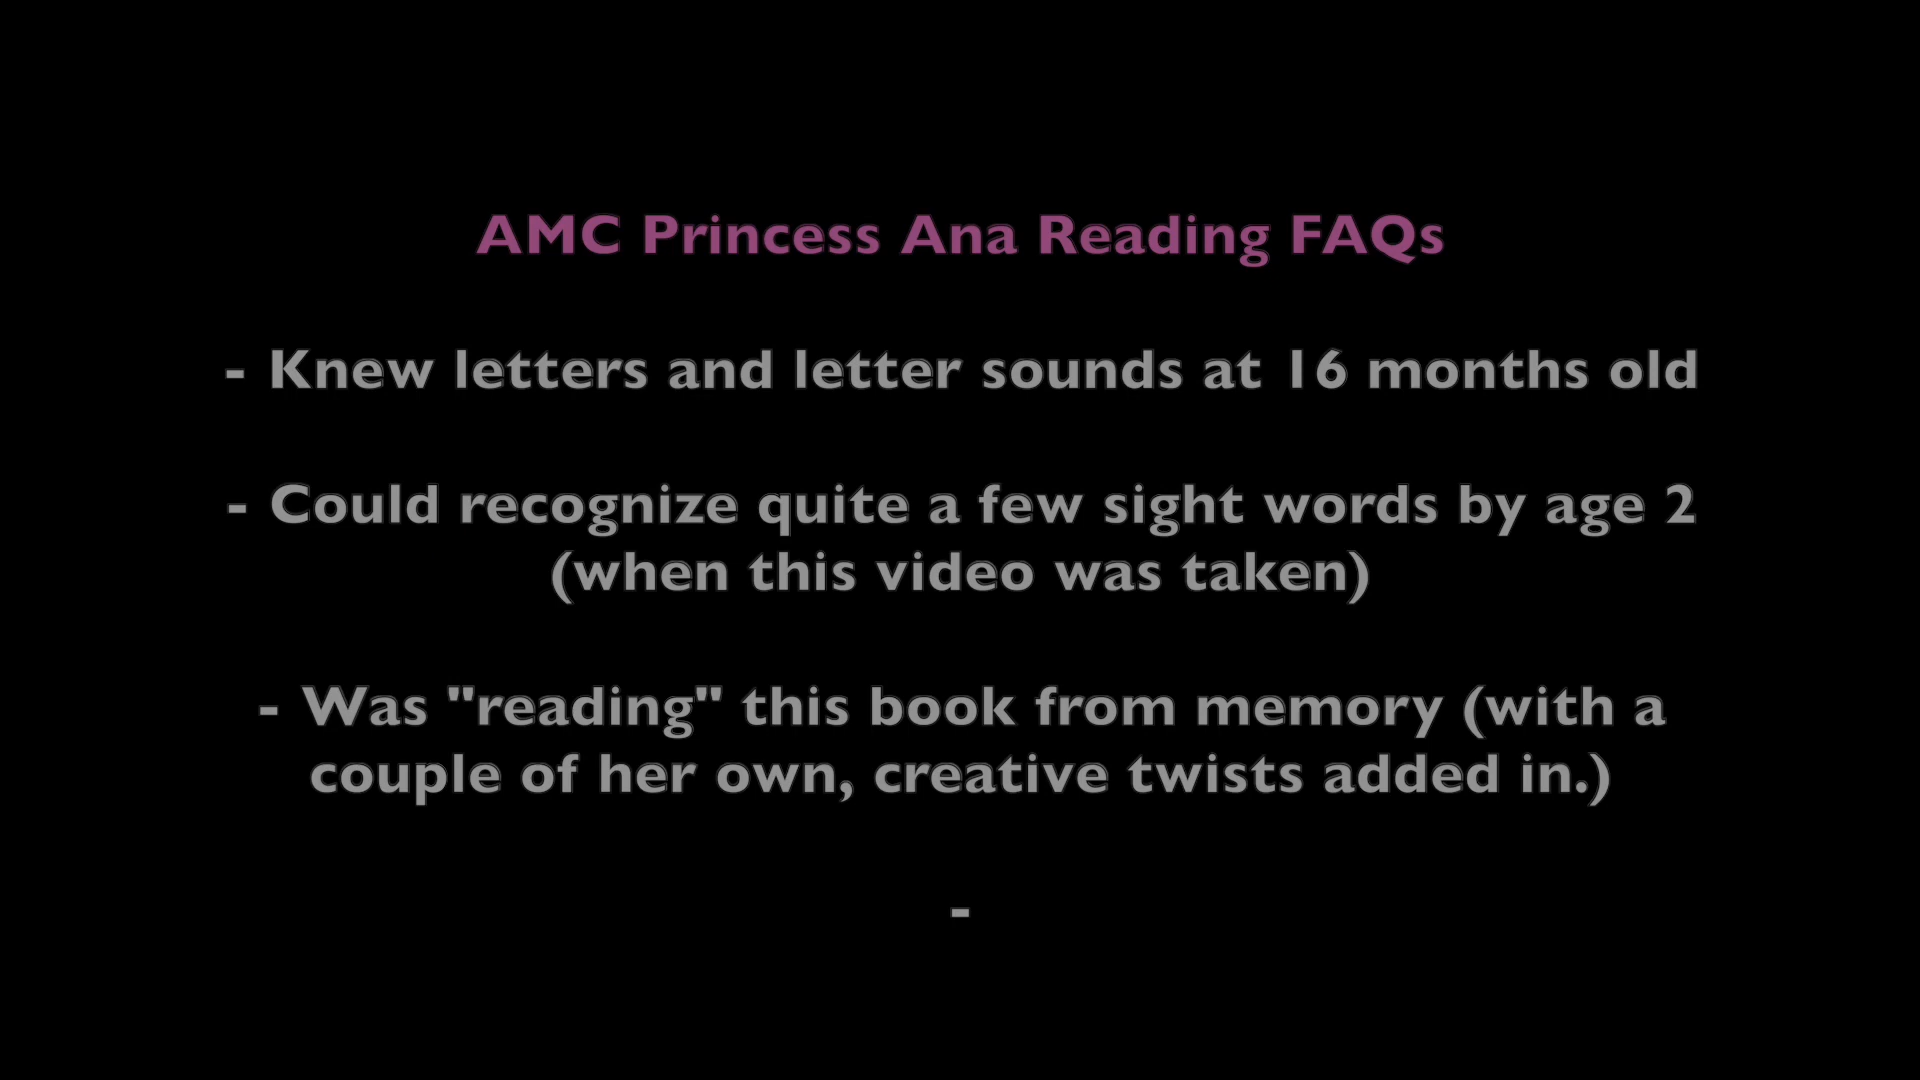 AMC Princess Ana Reading FAQs
- Knew letters and letter sounds at 16 months old
- Could recognize quite a few sight words by age 2
(when this video was taken)
- Was "reading" this book from memory (with a
couple of her own, creative twists added in.)
-